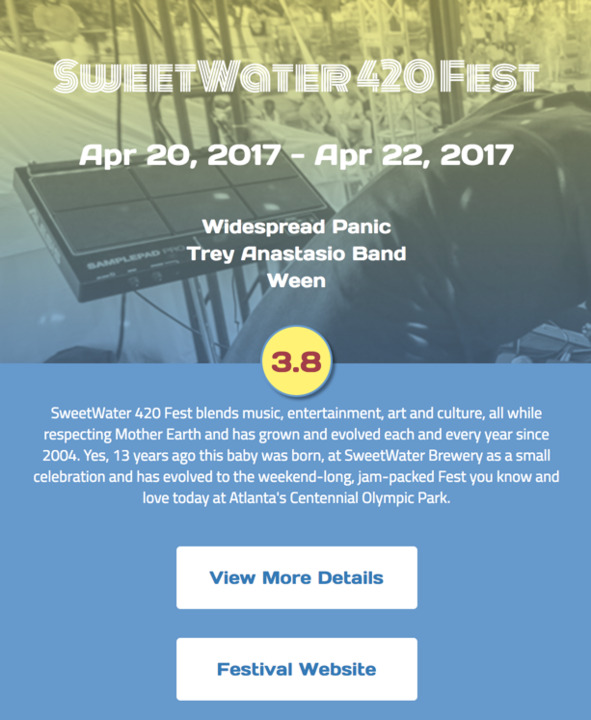 SweetWater 420 Fest
Apr 20, 2017 - Apr 22, 2017
Widespread Panic
Trey Anastasio Band
SAMPLEPAD PRO
Ween
3.8
SweetWater 420 Fest blends music, entertainment, art and culture, all while
respecting Mother Earth and has grown and evolved each and every year since
2004. Yes, 13 years ago this baby was born, at SweetWater Brewery as a small
celebration and has evolved to the weekend-long, jam-packed Fest you know and
love today at Atlanta's Centennial Olympic Park.
View More Details
Festival Website